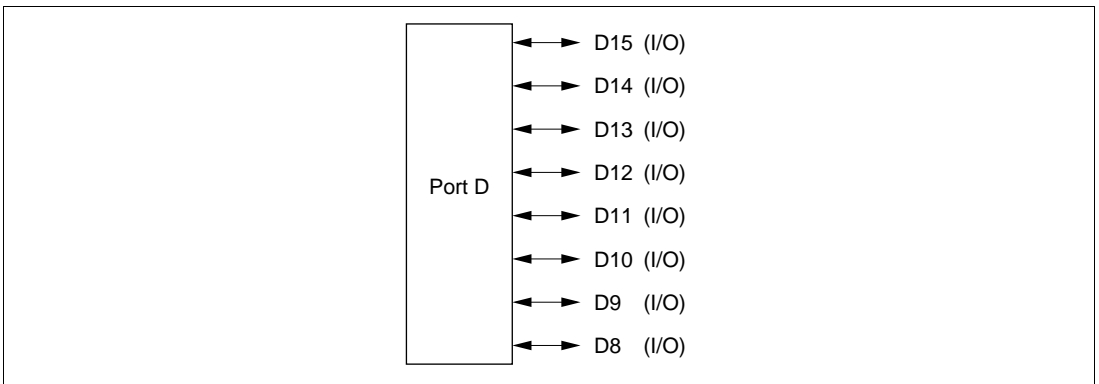 D15 (I/O)
D14 (I/O)
D13 (I/O)
D12 (I/O)
Port D
D11 (I/O)
D10 (I/O)
D9 (I/O)
D8 (I/O)